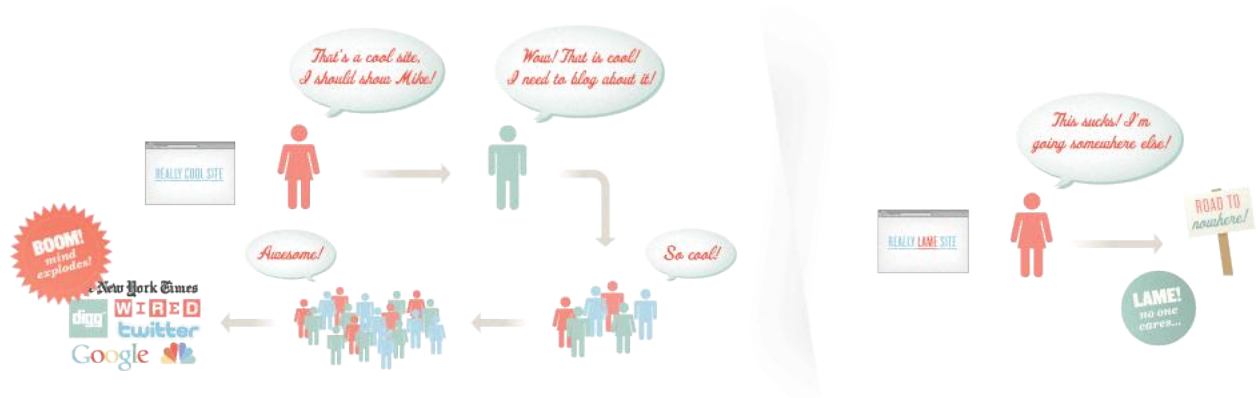 That's a cool site,
I should show Mike!
Wow! That is cool!
I need to blog about it!
REALLY COOL SITE
So cool!
Awesome!
BOOM!
mind
explodes!
New York Times
digg
WIRED
twitter
Google
This sucks! I'm
going somewhere else!
REALLY LAME SITE
ROAD TO
nowhere!
LAME!
no one
cares...